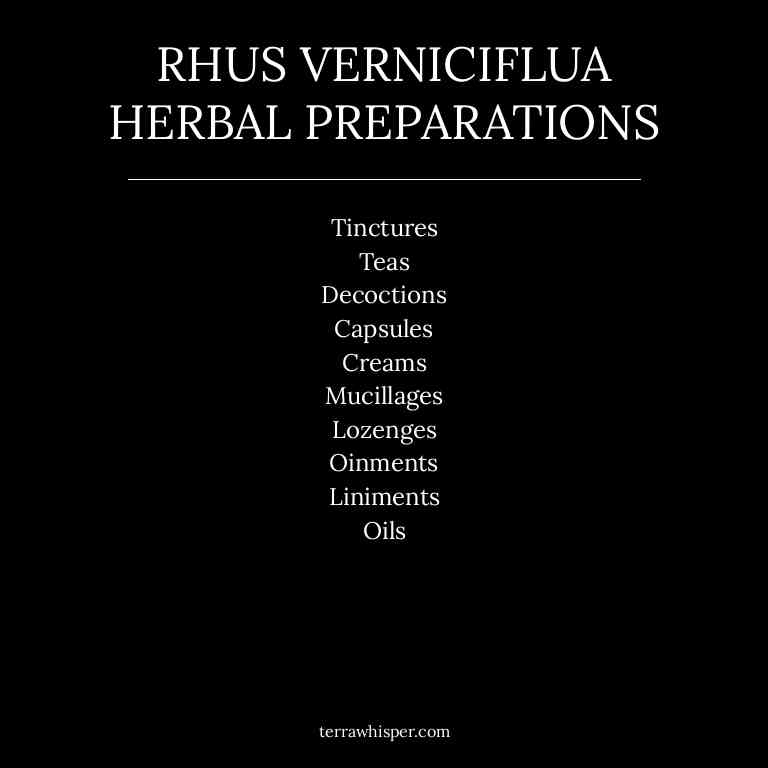 RHUS VERNICIFLUA
HERBAL PREPARATIONS
Tinctures
Teas
Decoctions
Capsules
Creams
Mucillages
Lozenges
Oinments
Liniments
Oils
terrawhisper.com